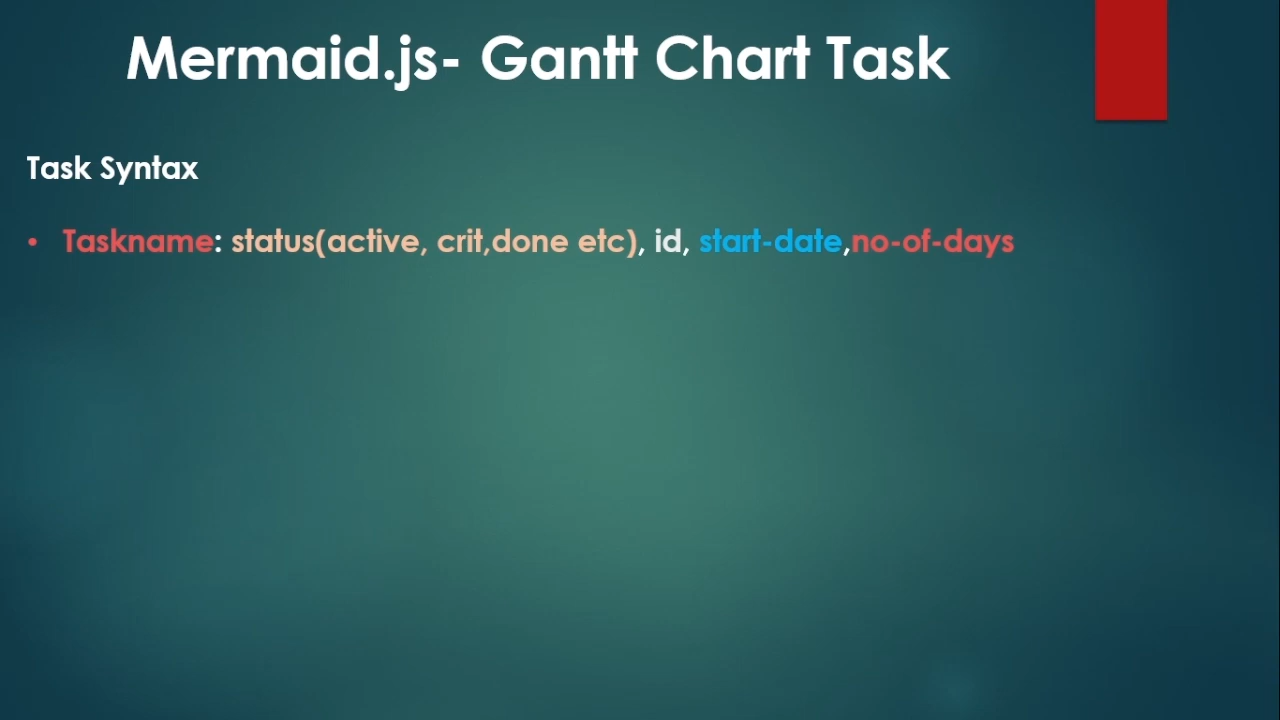 Mermaid.js- Gantt Chart Task
Task Syntax
• Taskname: status(active, crit,done etc), id, start-date,no-of-days